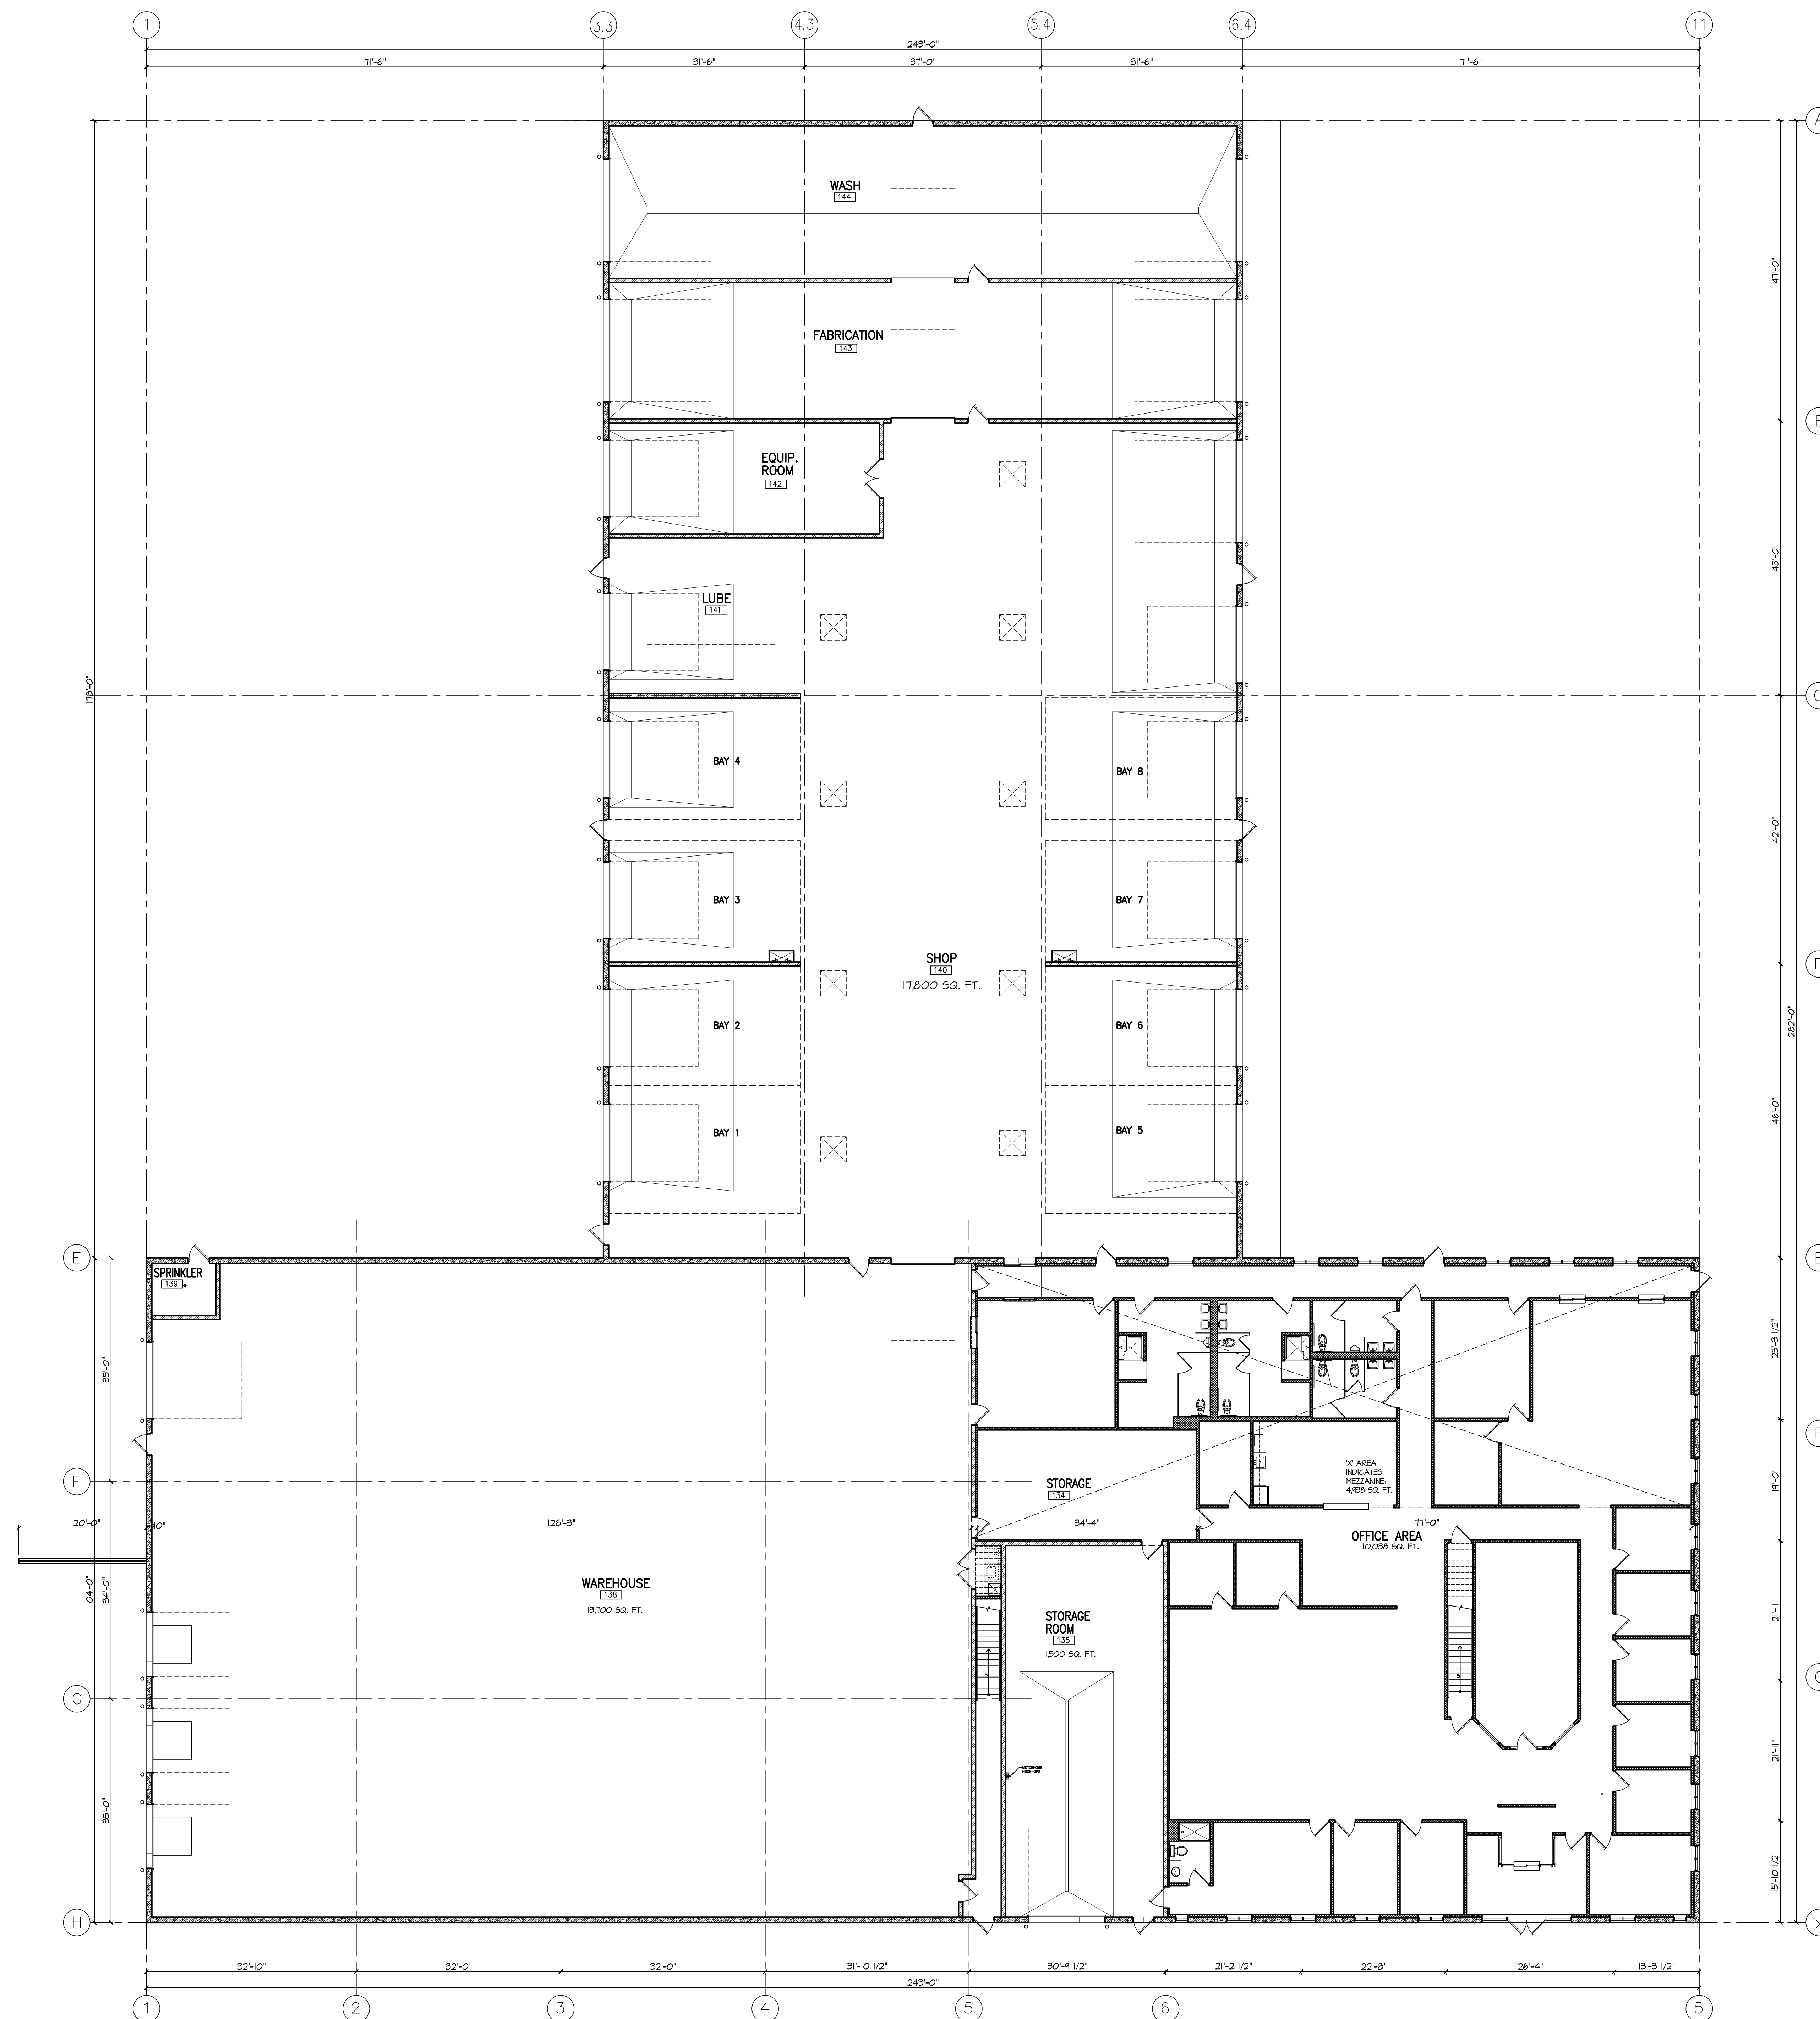 1
3.3
4.3
5.4
6.4
11
243'-0"
71'-6"
31'-6"
37'-0"
31'-6"
71'-6"
A
WASH
144
47'-0"
FABRICATION
143
EQUIP.
ROOM
142
43'-0"
LUBE
141
178'-0"
BAY 4
BAY 8
42'-0"
BAY 3
BAY 7
SHOP
140
17,800 SQ. FT.
282'-0"
BAY 2
BAY 6
46'-0"
BAY 1
BAY 5
E
SPRINKLER
139
35'-0"
25'-3 1/2"
'X' AREA
INDICATES
MEZZANINE:
4,938 SQ. FT.
F
STORAGE
134
19'-0"
20'-0"
10"
128'-3"
34'-4"
77'-0"
OFFICE AREA
10,038 SQ. FT.
WAREHOUSE
138
13,700 SQ. FT.
104'-0"
34'-0"
STORAGE
ROOM
135
1,500 SQ. FT.
21'-11"
G
21'-11"
MOTORHOME
HOOK-UPS
35'-0"
15'-10 1/2"
H
32'-10"
32'-0"
32'-0"
31'-10 1/2"
30'-9 1/2"
21'-2 1/2"
22'-8"
26'-4"
13'-3 1/2"
243'-0"
1
2
3
4
5
6
5